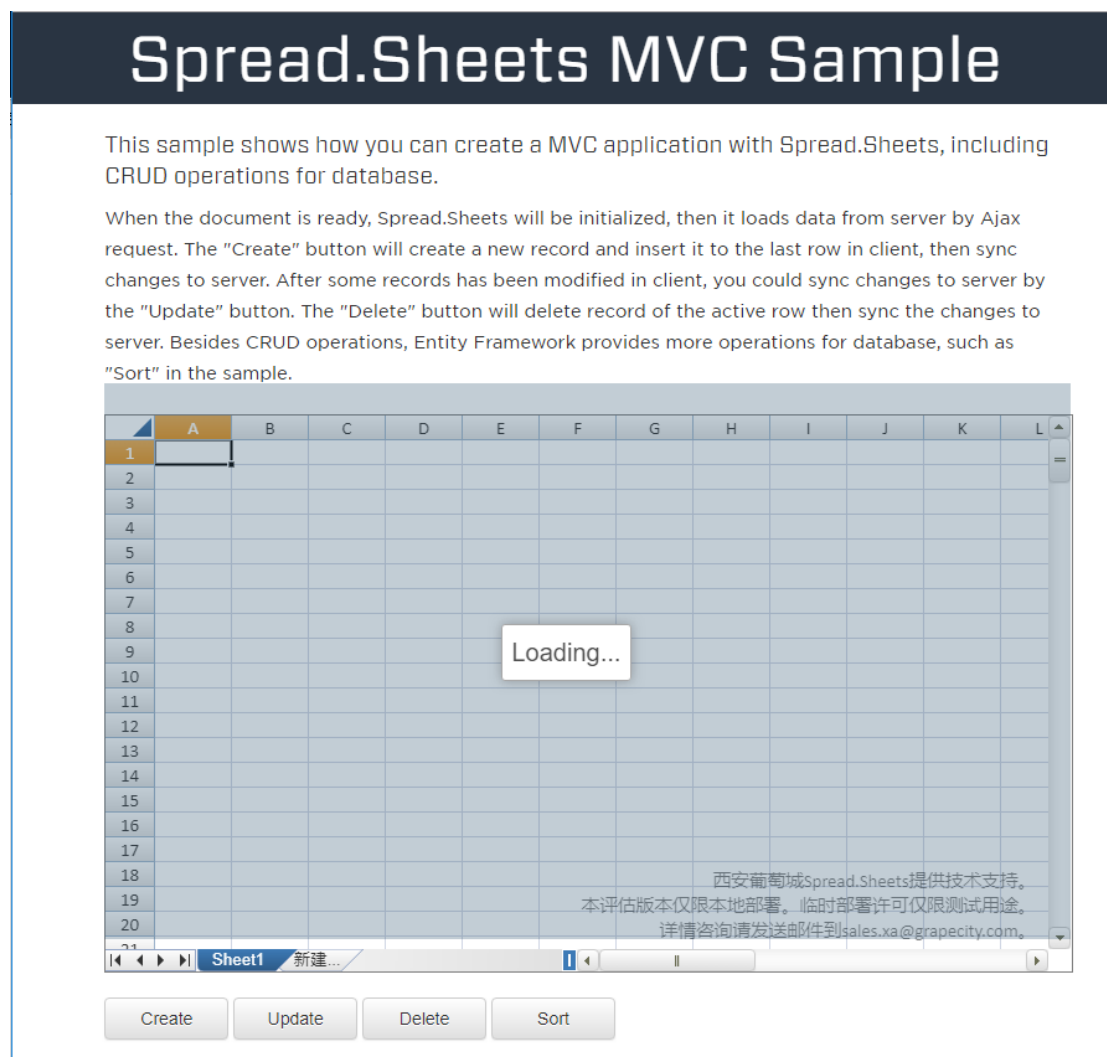 Spread.Sheets MVC Sample
This sample shows how you can create a MVC application with Spread.Sheets, including
CRUD operations for database.
When the document is ready, Spread.Sheets will be initialized, then it loads data from server by Ajax
request. The "Create" button will create a new record and insert it to the last row in client, then sync
changes to server. After some records has been modified in client, you could sync changes to server by
the "Update" button. The "Delete" button will delete record of the active row then sync the changes to
server. Besides CRUD operations, Entity Framework provides more operations for database, such as
"Sort" in the sample.
A B C D E F G H I J K L
1
2
3
4
5
6
7
8
Loading...
9
10
11
12
13
14
15
16
17
18
西安葡萄城Spread.Sheets提供技术支持。
19
本评估版本仅限本地部署。临时部署许可仅限测试用途。
20
详情咨询请发送邮件到sales.xa@grapecity.com。
21
Sheet1 新建...
Create Update Delete Sort